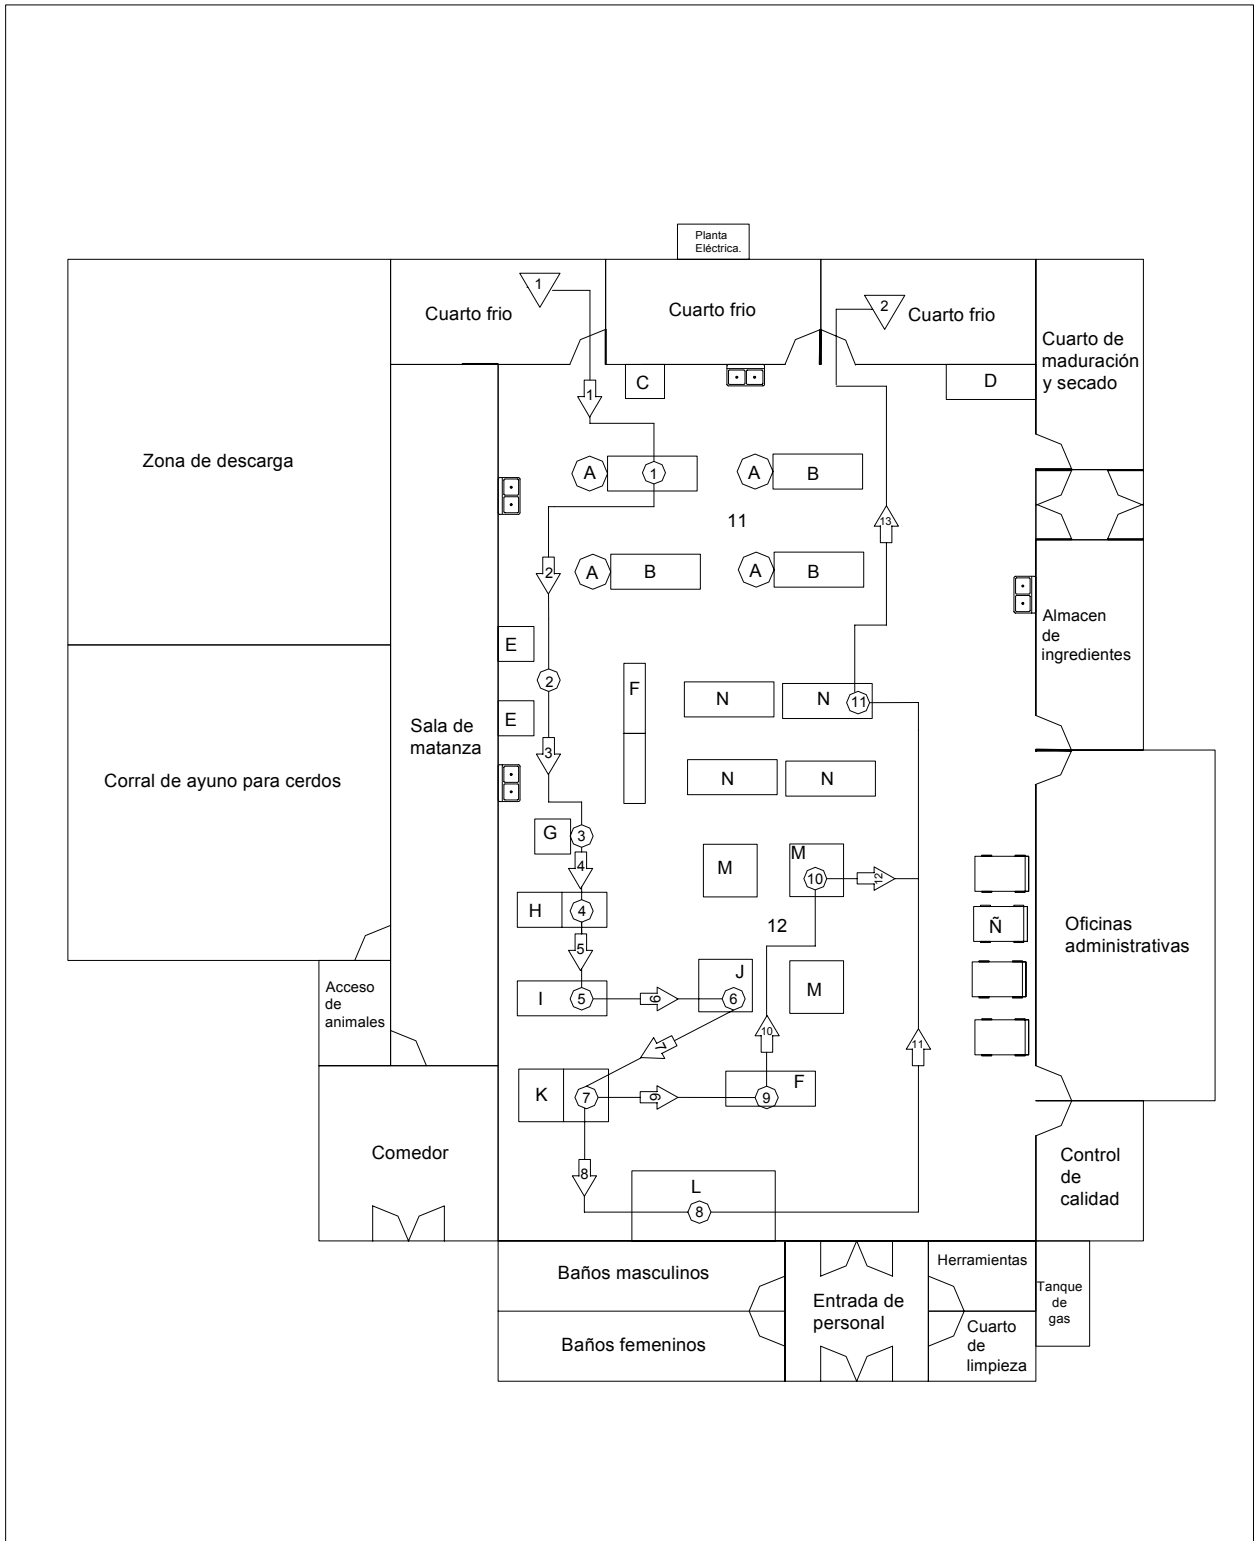 Planta
Eléctrica.
1
Cuarto frio
Cuarto frio
2
Cuarto frio
Cuarto de
maduración
y secado
C
D
1
Zona de descarga
A
1
A
B
11
13
2
A
B
A
B
Almacen
de
ingredientes
E
2
F
N
N
11
E
Sala de
matanza
3
Corral de ayuno para cerdos
N
N
G
3
4
M
M
10
12
H
4
12
Ñ
Oficinas
administrativas
5
J
Acceso
de
animales
I
5
6
6
M
7
10
11
K
7
9
F
9
Comedor
Control
de
calidad
8
L
8
Baños masculinos
Herramientas
Entrada de
personal
Tanque
de
gas
Baños femeninos
Cuarto
de
limpieza